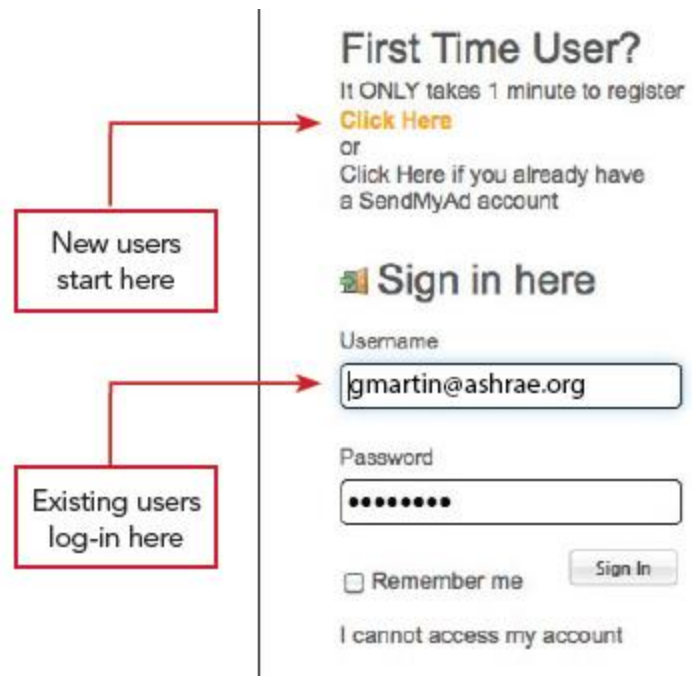 First Time User?
It ONLY takes 1 minute to register
Click Here
or
Click Here if you already have
a SendMyAd account
New users
start here
Sign in here
Username
gmartin@ashrae.org
Existing users
log-in here
Password
••••••••
Remember me
Sign In
I cannot access my account